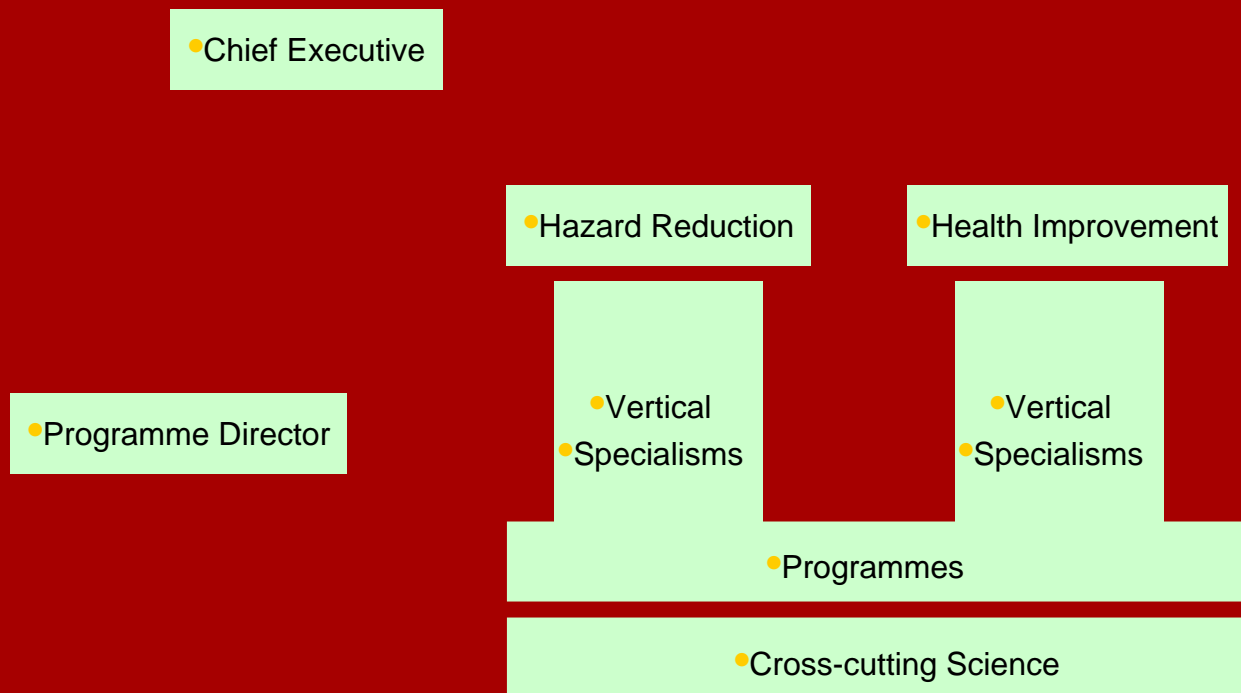 •Chief Executive
•Hazard Reduction
•Health Improvement
•Programme Director
•Vertical
•Specialisms
•Vertical
•Specialisms
•Programmes
•Cross-cutting Science